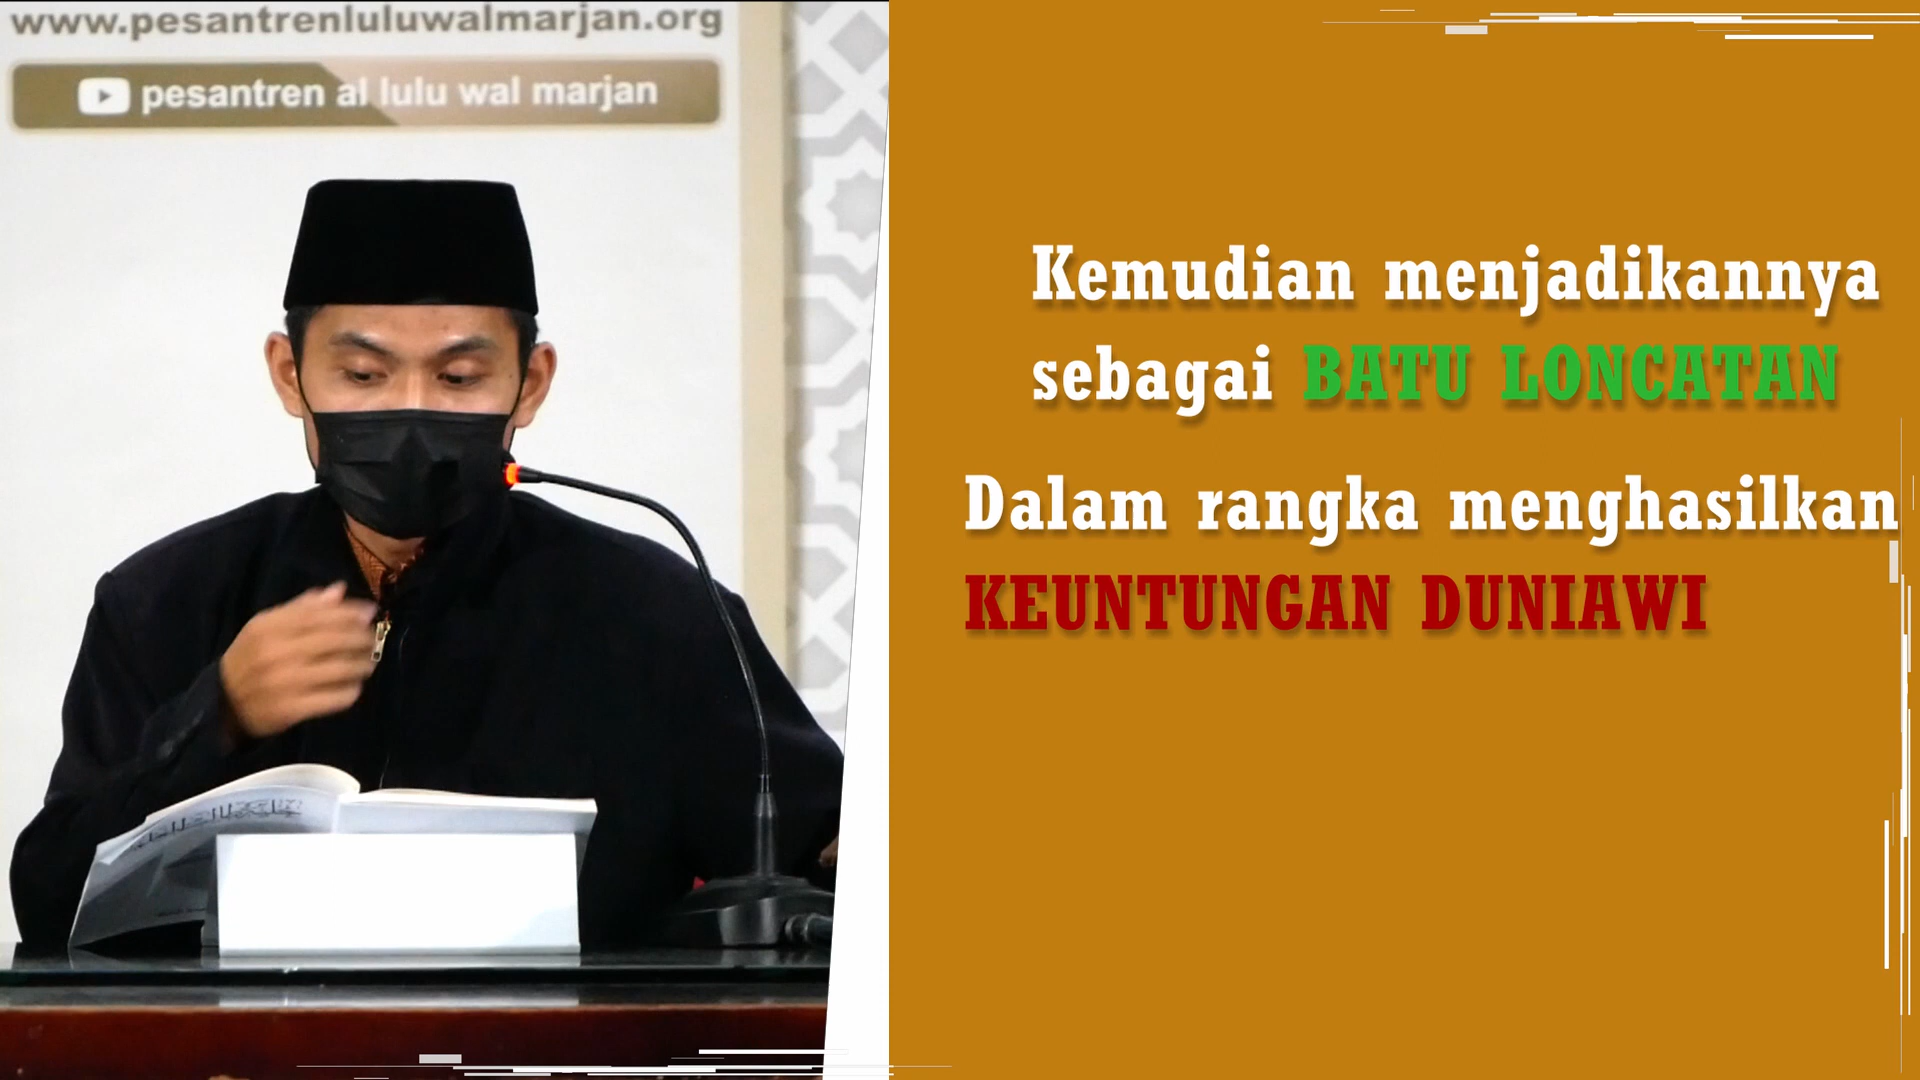 www.pesantrenluluwalmarjan.org
pesantren al lulu wal marjan
Kemudian menjadikannya
sebagai BATU LONCATAN
Dalam rangka menghasilkan
KEUNTUNGAN DUNIAWI